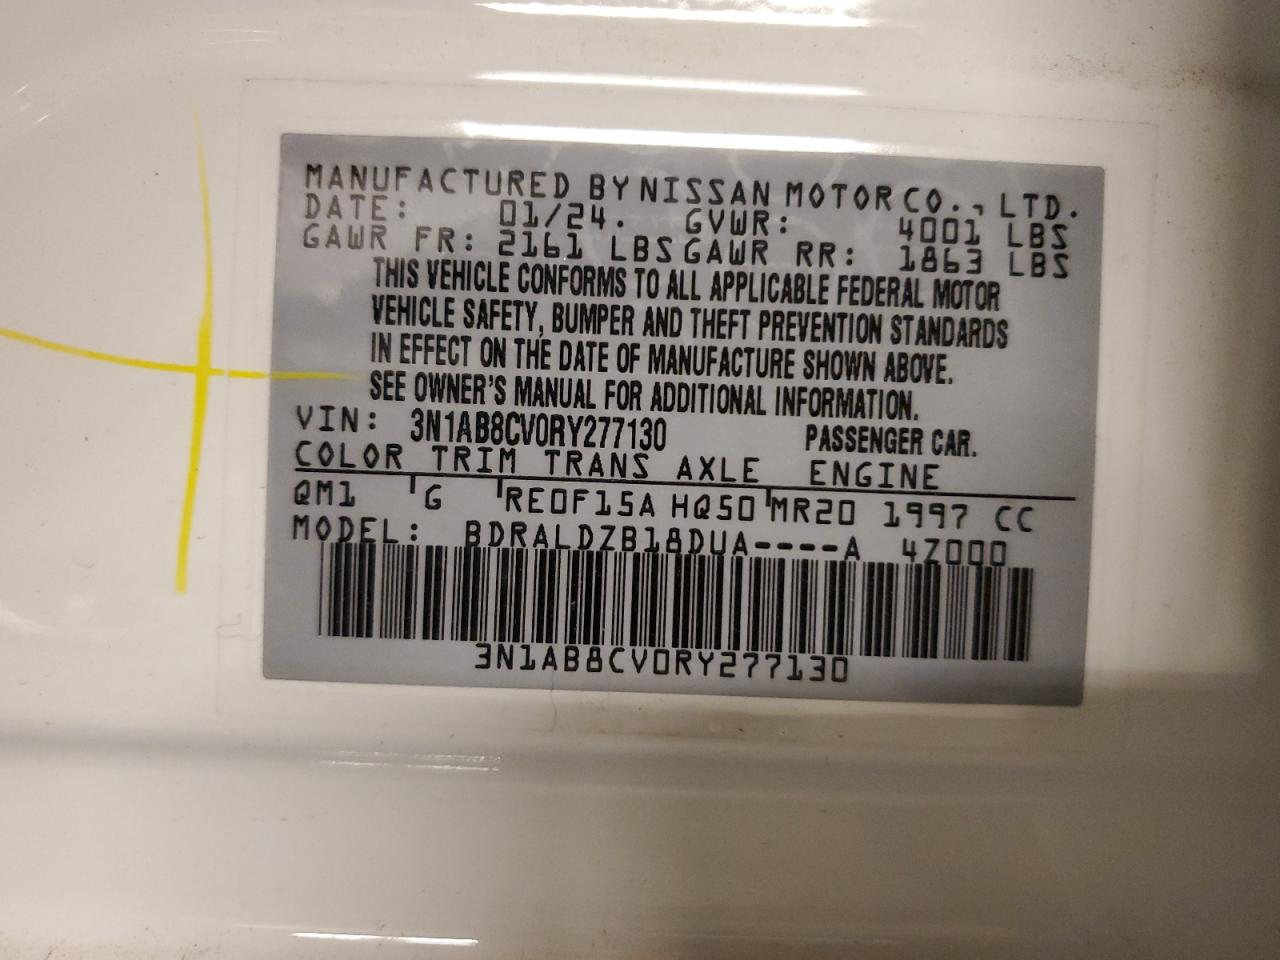 MANUFACTURED BY NISSAN MOTOR CO., LTD.
DATE: 01/24. GVWR: 4001 LBS
GAWR FR: 2161 LBS GAWR RR: 1863 LBS
THIS VEHICLE CONFORMS TO ALL APPLICABLE FEDERAL MOTOR
VEHICLE SAFETY, BUMPER AND THEFT PREVENTION STANDARDS
IN EFFECT ON THE DATE OF MANUFACTURE SHOWN ABOVE.
SEE OWNER'S MANUAL FOR ADDITIONAL INFORMATION.
VIN: 3N1AB8CV0RY277130 PASSENGER CAR.
COLOR TRIM TRANS AXLE ENGINE
QM1 G RE0F15A HQ50 MR20 1997 CC
MODEL: BDRALDZB18DUA----A 4Z000
3N1AB8CV0RY277130